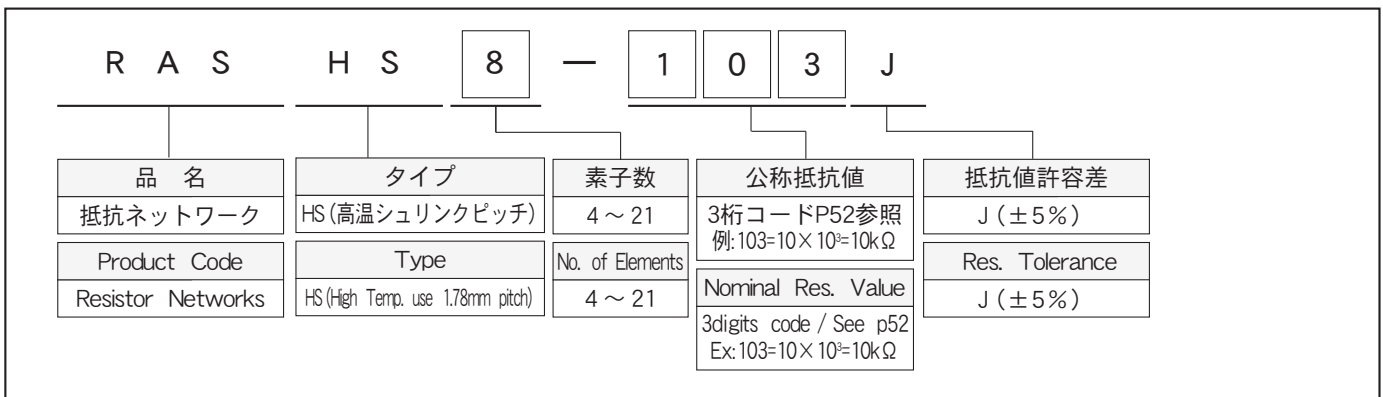 RAS HS 8 — 103 J
品 名
抵抗ネットワーク
Product Code
Resistor Networks
タイプ
HS(高温シュリンクピッチ)
Type
HS(High Temp. use 1.78mm pitch)
素子数
4～21
No. of Elements
4～21
公称抵抗値
3桁コードP52参照
例:103=10×10³=10kΩ
Nominal Res. Value
3digits code / See p52
Ex:103=10×10³=10kΩ
抵抗値許容差
J(±5%)
Res. Tolerance
J(±5%)